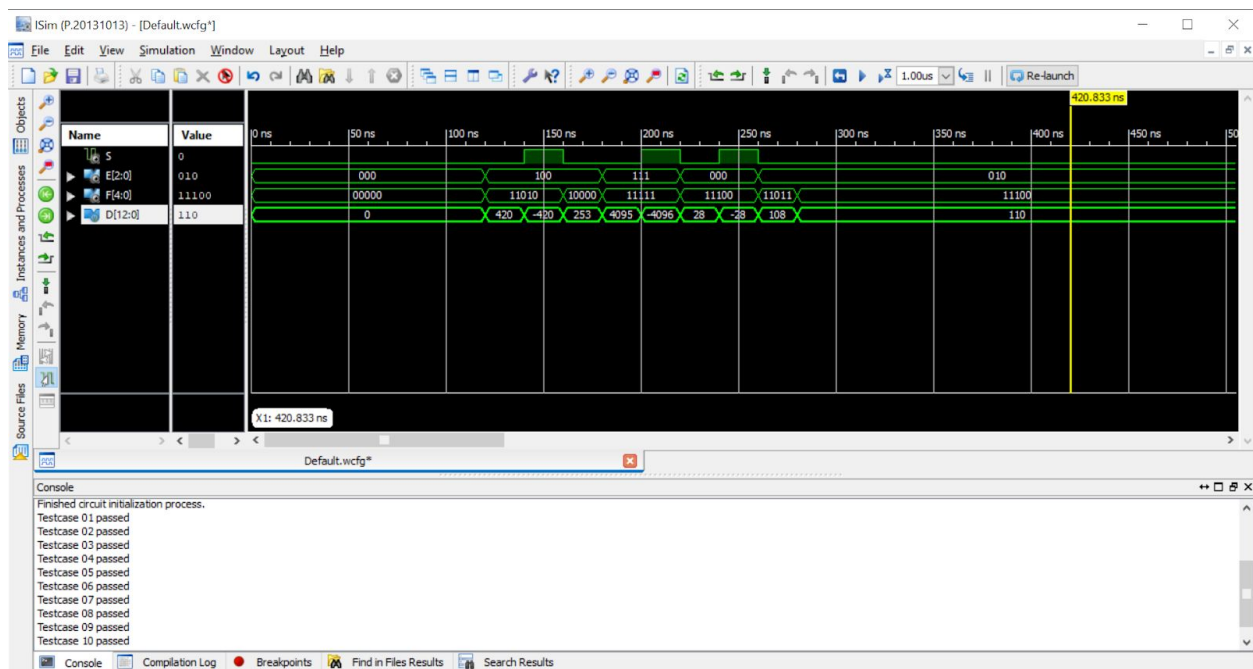 ISim (P.20131013) - [Default.wcfg*]
File Edit View Simulation Window Layout Help
1.00us Re-launch
420.833 ns
Name Value 0 ns 50 ns 100 ns 150 ns 200 ns 250 ns 300 ns 350 ns 400 ns 450 ns 50
S 0
E[2:0] 010 000 100 111 000 010
F[4:0] 11100 00000 11010 10000 11111 11100 11011 11100
D[12:0] 110 0 420 -420 253 4095 -4096 28 -28 108 110
X1: 420.833 ns
Objects
Instances and Processes
Memory
Source Files
Default.wcfg*
Console
Finished circuit initialization process.
Testcase 01 passed
Testcase 02 passed
Testcase 03 passed
Testcase 04 passed
Testcase 05 passed
Testcase 06 passed
Testcase 07 passed
Testcase 08 passed
Testcase 09 passed
Testcase 10 passed
Console Compilation Log Breakpoints Find in Files Results Search Results